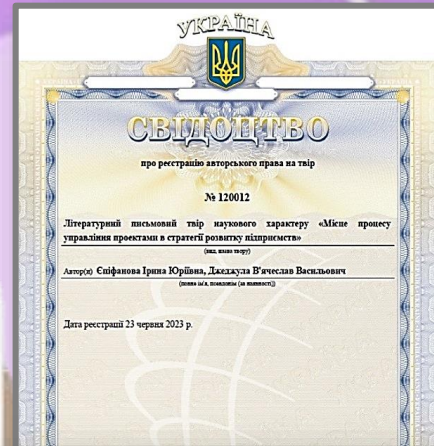 УКРАЇНА
СВІДОЦТВО
про реєстрацію авторського права на твір
№ 120012
Літературний письмовий твір наукового характеру «Місце процесу
управління проектами в стратегії розвитку підприємств»
(вид, назва твору)
Автор(и) Єпіфанова Ірина Юріївна, Джеджула В'ячеслав Васильович
(повне ім'я, псевдонім (за наявності))
Дата реєстрації 23 червня 2023 р.